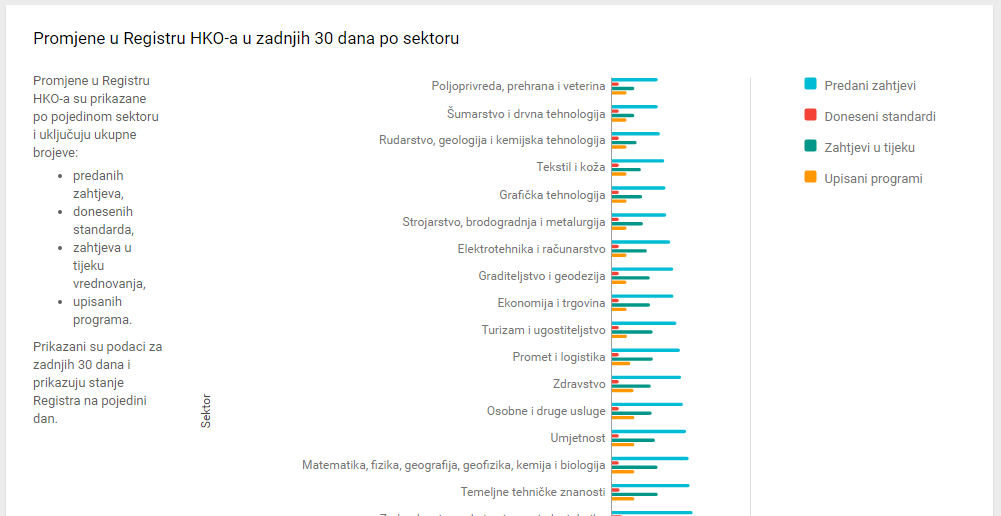 Promjene u Registru HKO-a u zadnjih 30 dana po sektoru
Promjene u Registru
HKO-a su prikazane
po pojedinom sektoru
i uključuju ukupne
brojeve:
predanih
zahtjeva,
donesenih
standarda,
zahtjeva u
tijeku
vrednovanja,
upisanih
programa.
Prikazani su podaci za
zadnjih 30 dana i
prikazuju stanje
Registra na pojedini
dan.
Sektor
Poljoprivreda, prehrana i veterina
Šumarstvo i drvna tehnologija
Rudarstvo, geologija i kemijska tehnologija
Tekstil i koža
Grafička tehnologija
Strojarstvo, brodogradnja i metalurgija
Elektrotehnika i računarstvo
Graditeljstvo i geodezija
Ekonomija i trgovina
Turizam i ugostiteljstvo
Promet i logistika
Zdravstvo
Osobne i druge usluge
Umjetnost
Matematika, fizika, geografija, geofizika, kemija i biologija
Temeljne tehničke znanosti
Predani zahtjevi
Doneseni standardi
Zahtjevi u tijeku
Upisani programi